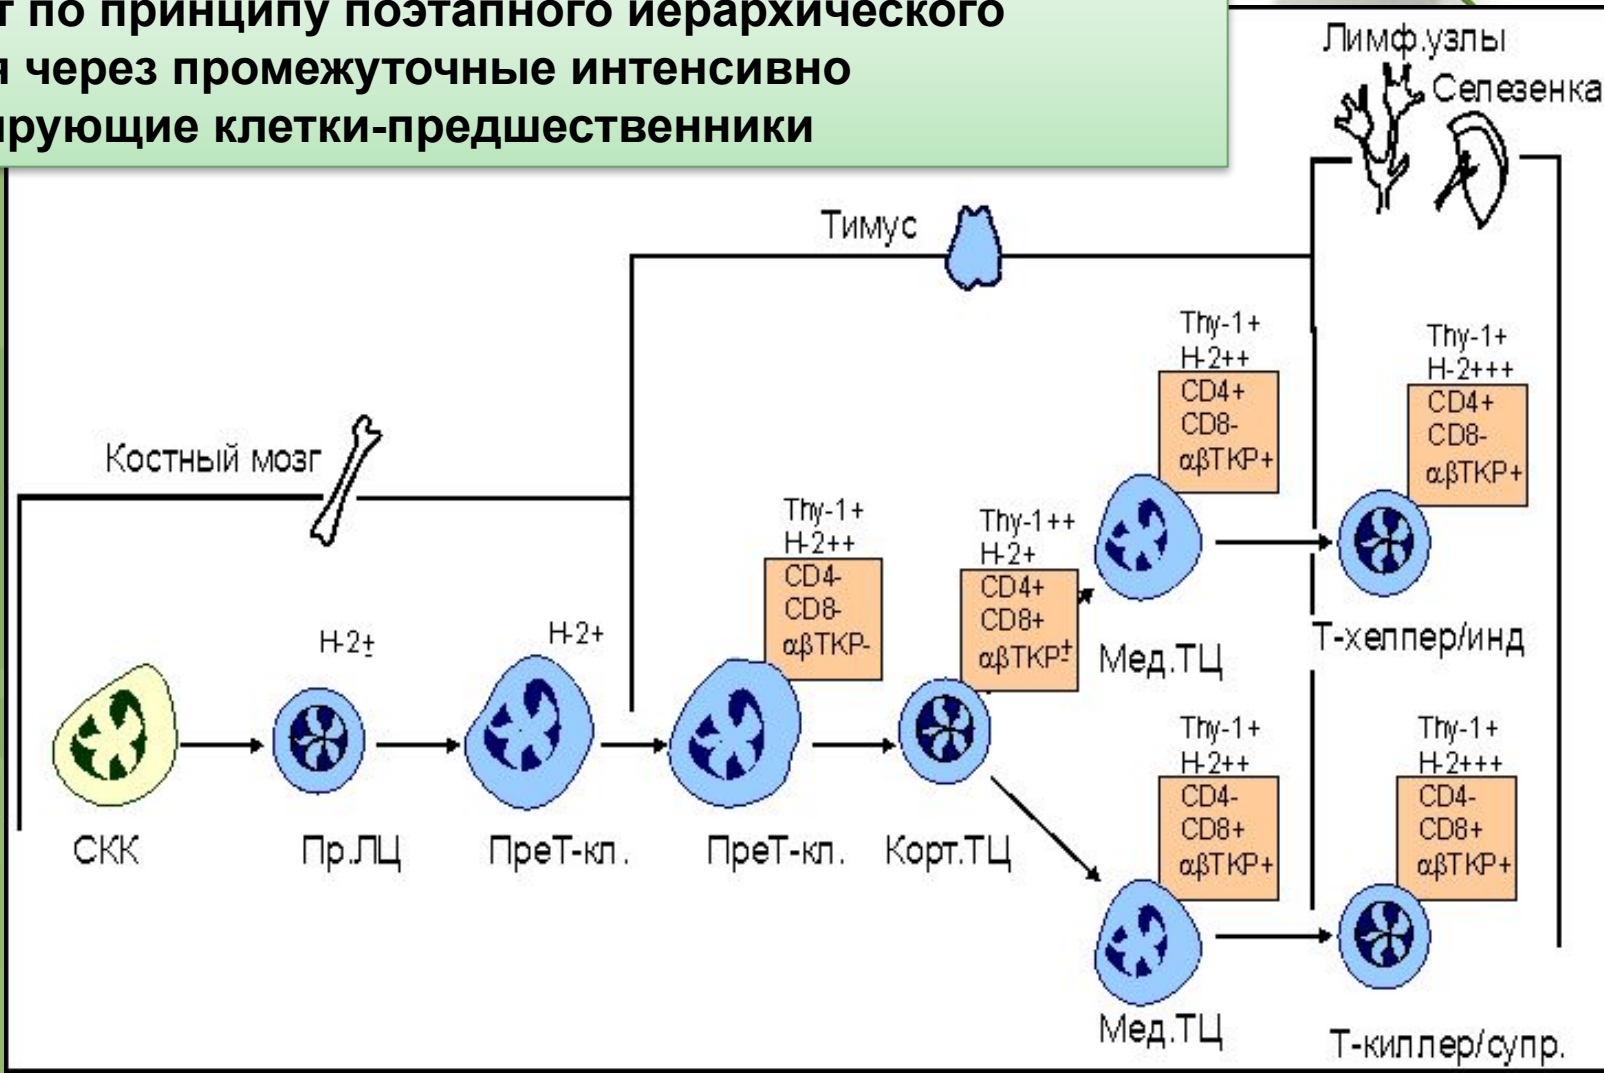 т по принципу поэтапного иерархического
я через промежуточные интенсивно
ирующие клетки-предшественники
Лимф.узлы
Селезенка
Тимус
Костный мозг
Thy-1+
H-2++
CD4+
CD8-
αβТКР+
Thy-1+
H-2+++
CD4+
CD8-
αβТКР+
Thy-1+
H-2++
CD4-
CD8-
αβТКР-
Thy-1++
H-2+
CD4+
CD8+
αβТКР±
H-2±
H-2+
Мед.ТЦ
Т-хелпер/инд
Thy-1+
H-2++
CD4-
CD8+
αβТКР+
Thy-1+
H-2+++
CD4-
CD8+
αβТКР+
СКК
Пр.ЛЦ
ПреТ-кл.
ПреТ-кл.
Корт.ТЦ
Мед.ТЦ
Т-киллер/супр.